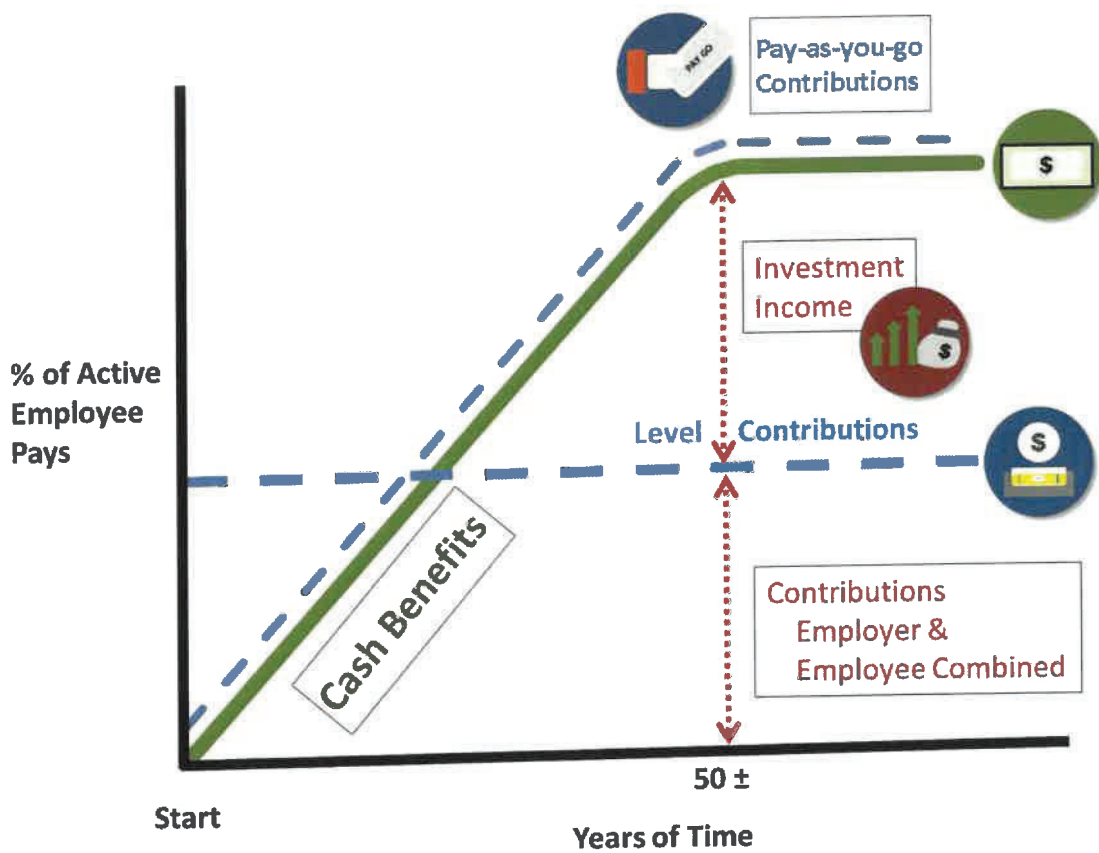 PAY GO
Pay-as-you-go
Contributions
$
Investment
Income
$
% of Active
Employee
Pays
Level Contributions
$
Cash Benefits
Contributions
Employer &
Employee Combined
50 ±
Start
Years of Time